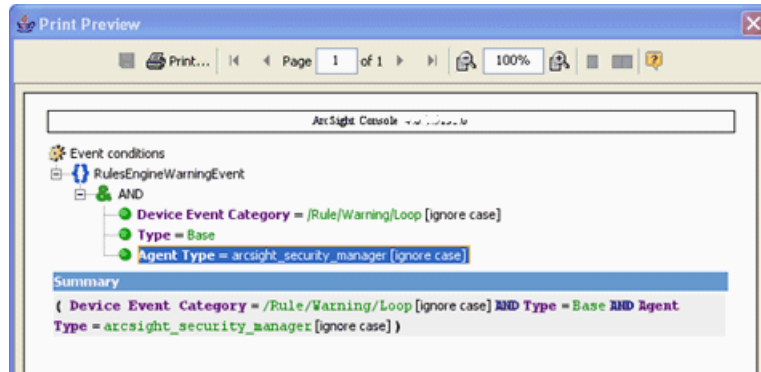 Print Preview
Print... Page 1 of 1 100%
ArcSight Console
Event conditions
RulesEngineWarningEvent
AND
Device Event Category = /Rule/Warning/Loop [ignore case]
Type = Base
Agent Type = arcsight_security_manager [ignore case]
Summary
( Device Event Category = /Rule/Warning/Loop [ignore case] AND Type = Base AND Agent
Type = arcsight_security_manager [ignore case] )